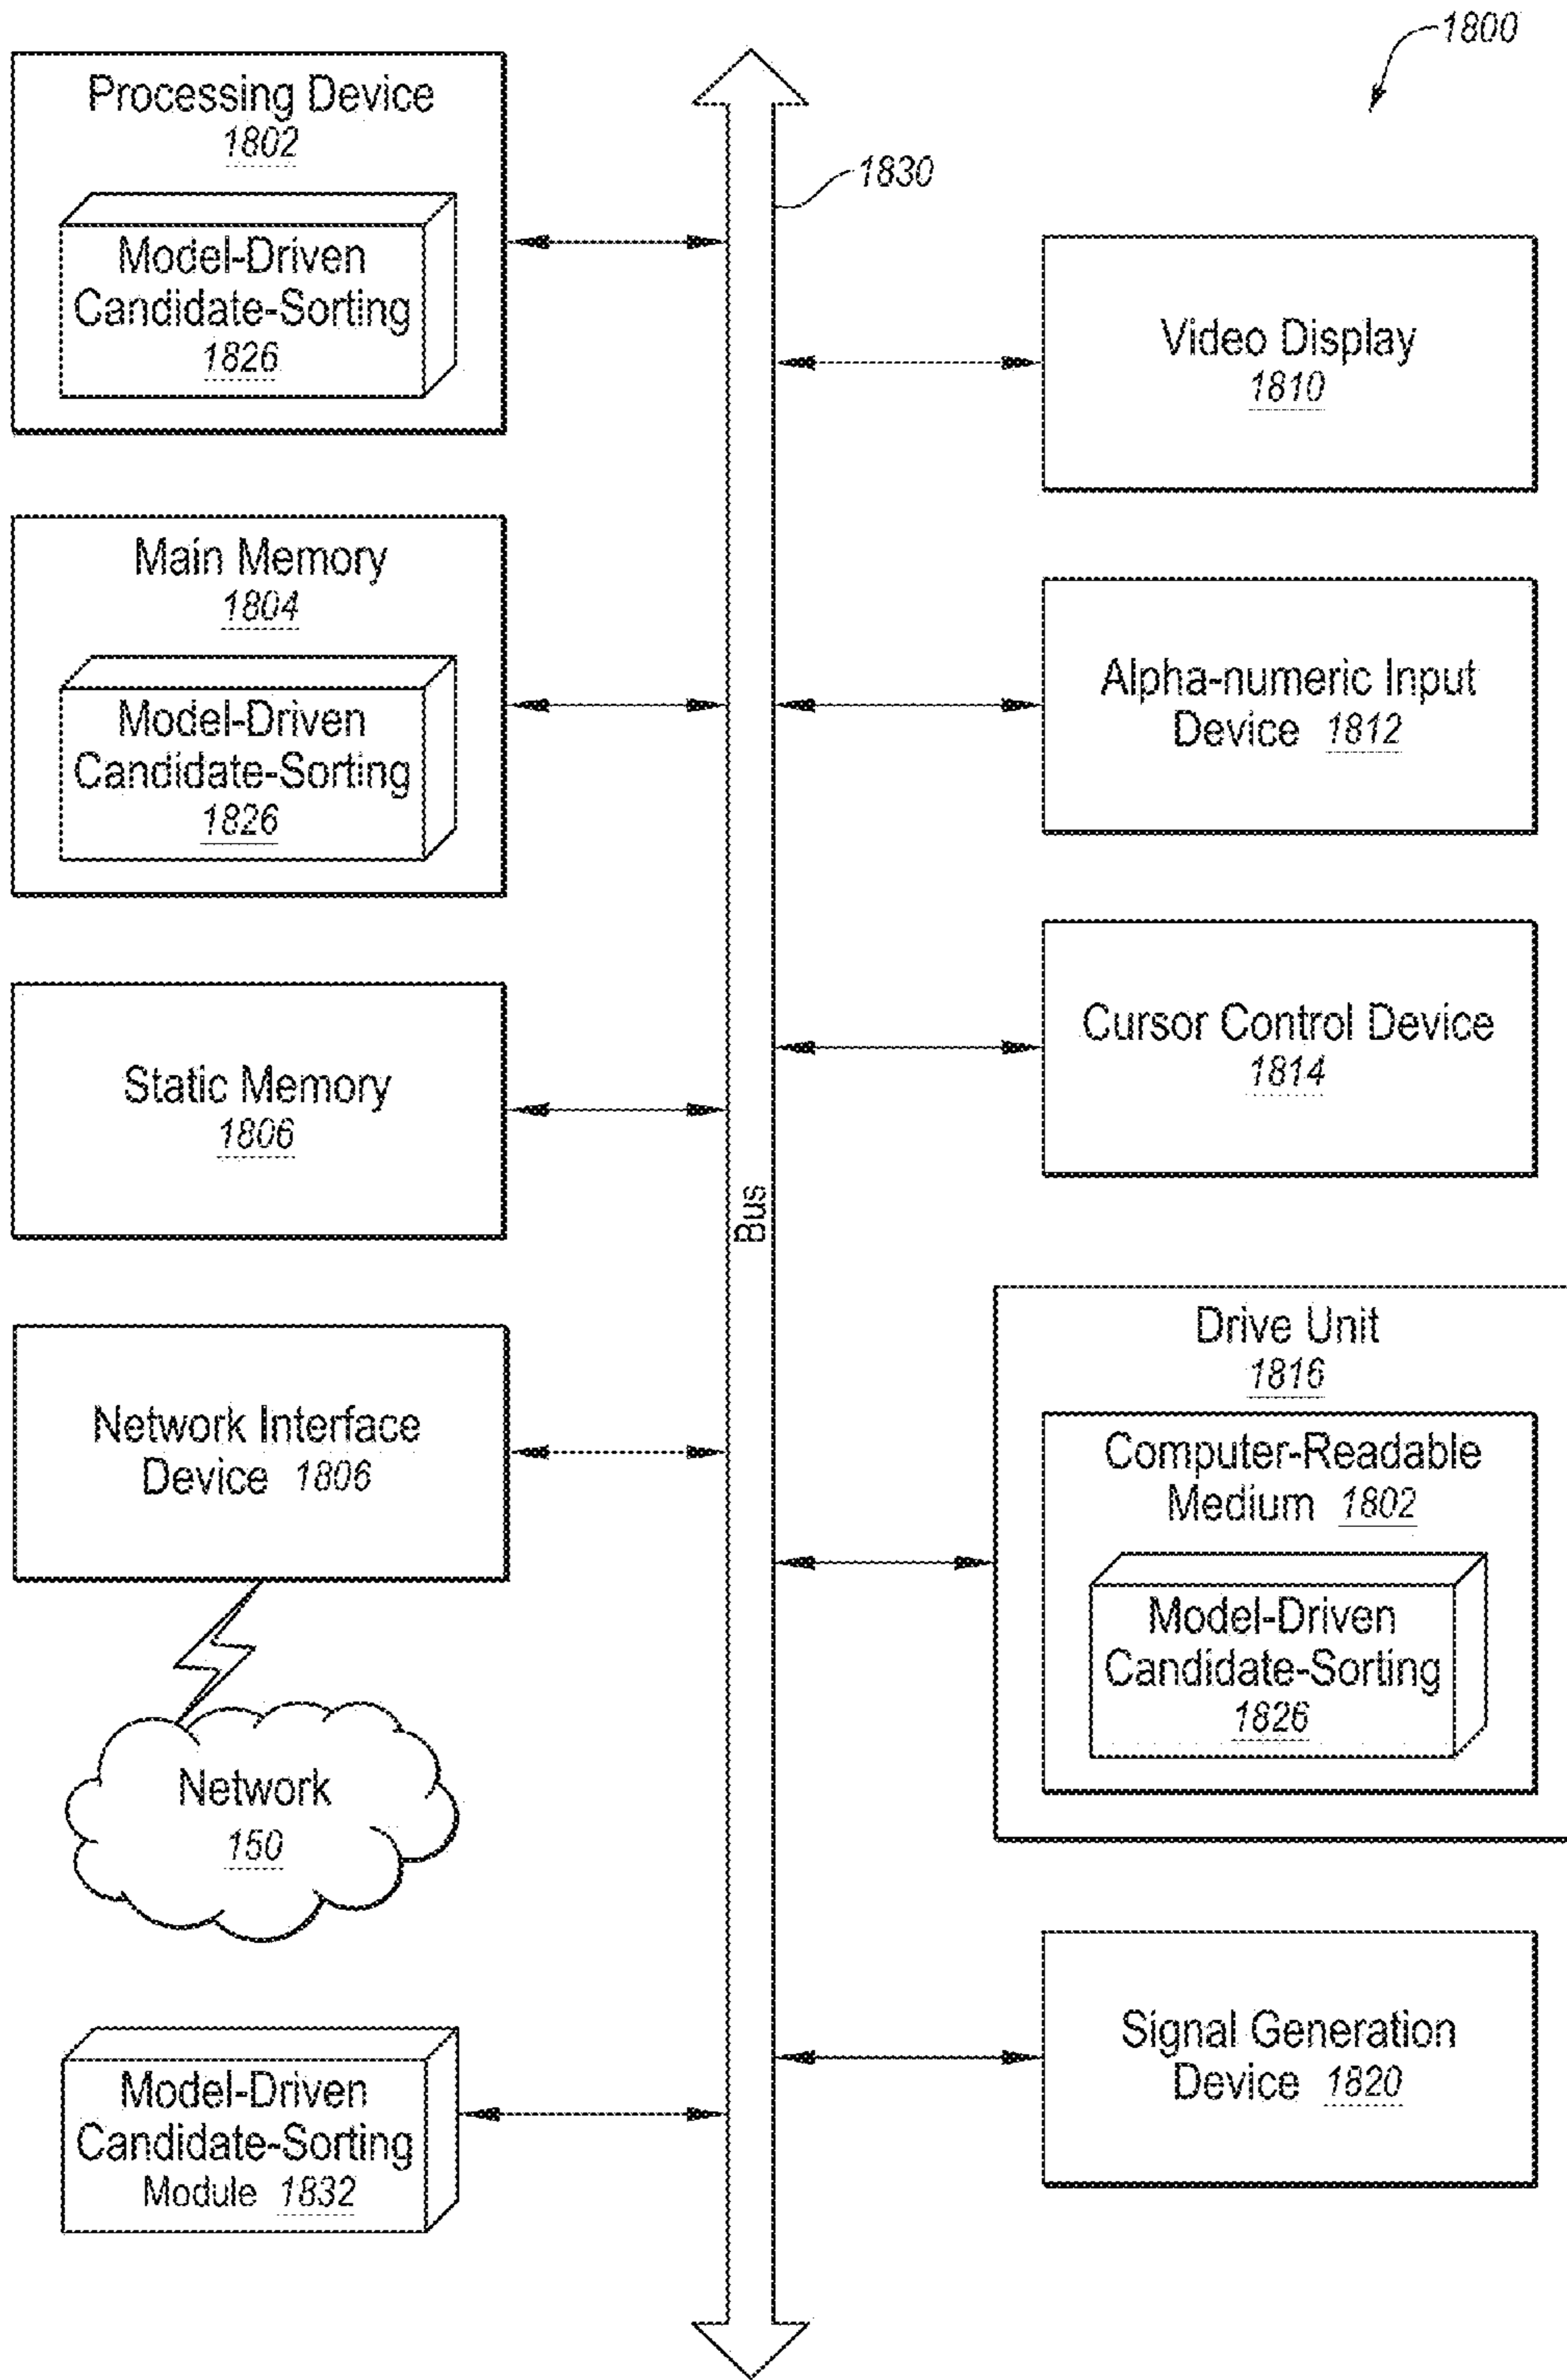 1800
Processing Device
1802
Model-Driven
Candidate-Sorting
1826
1830
Video Display
1810
Main Memory
1804
Model-Driven
Candidate-Sorting
1826
Alpha-numeric Input
Device 1812
Static Memory
1806
Cursor Control Device
1814
Bus
Network Interface
Device 1806
Drive Unit
1816
Computer-Readable
Medium 1802
Model-Driven
Candidate-Sorting
1826
Network
150
Model-Driven
Candidate-Sorting
Module 1832
Signal Generation
Device 1820